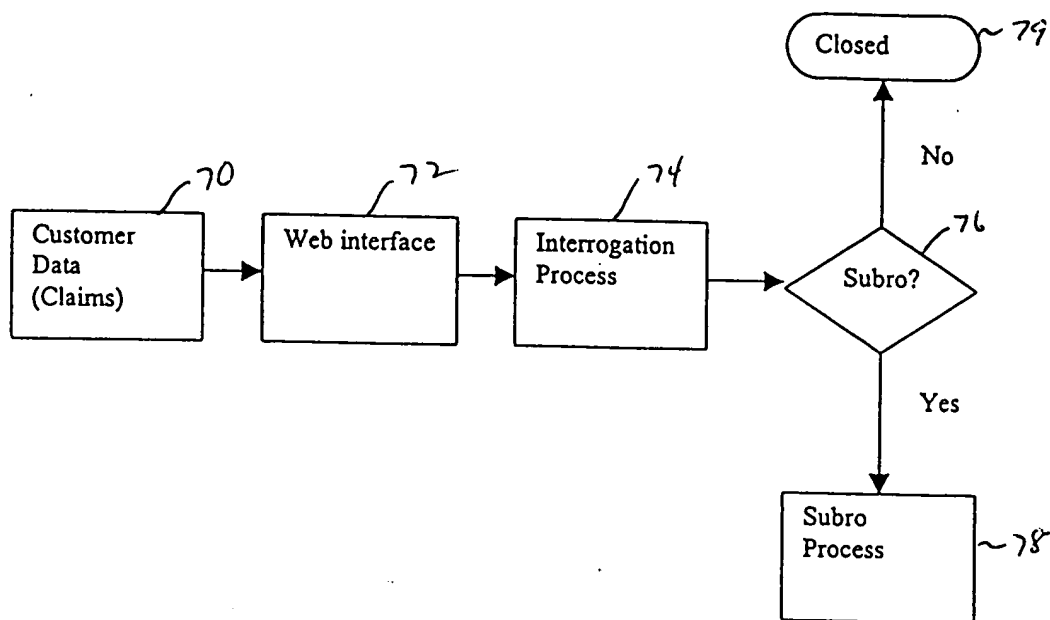 Closed
79
No
70
72
74
76
Customer
Data
(Claims)
Web interface
Interrogation
Process
Subro?
Yes
Subro
Process
78